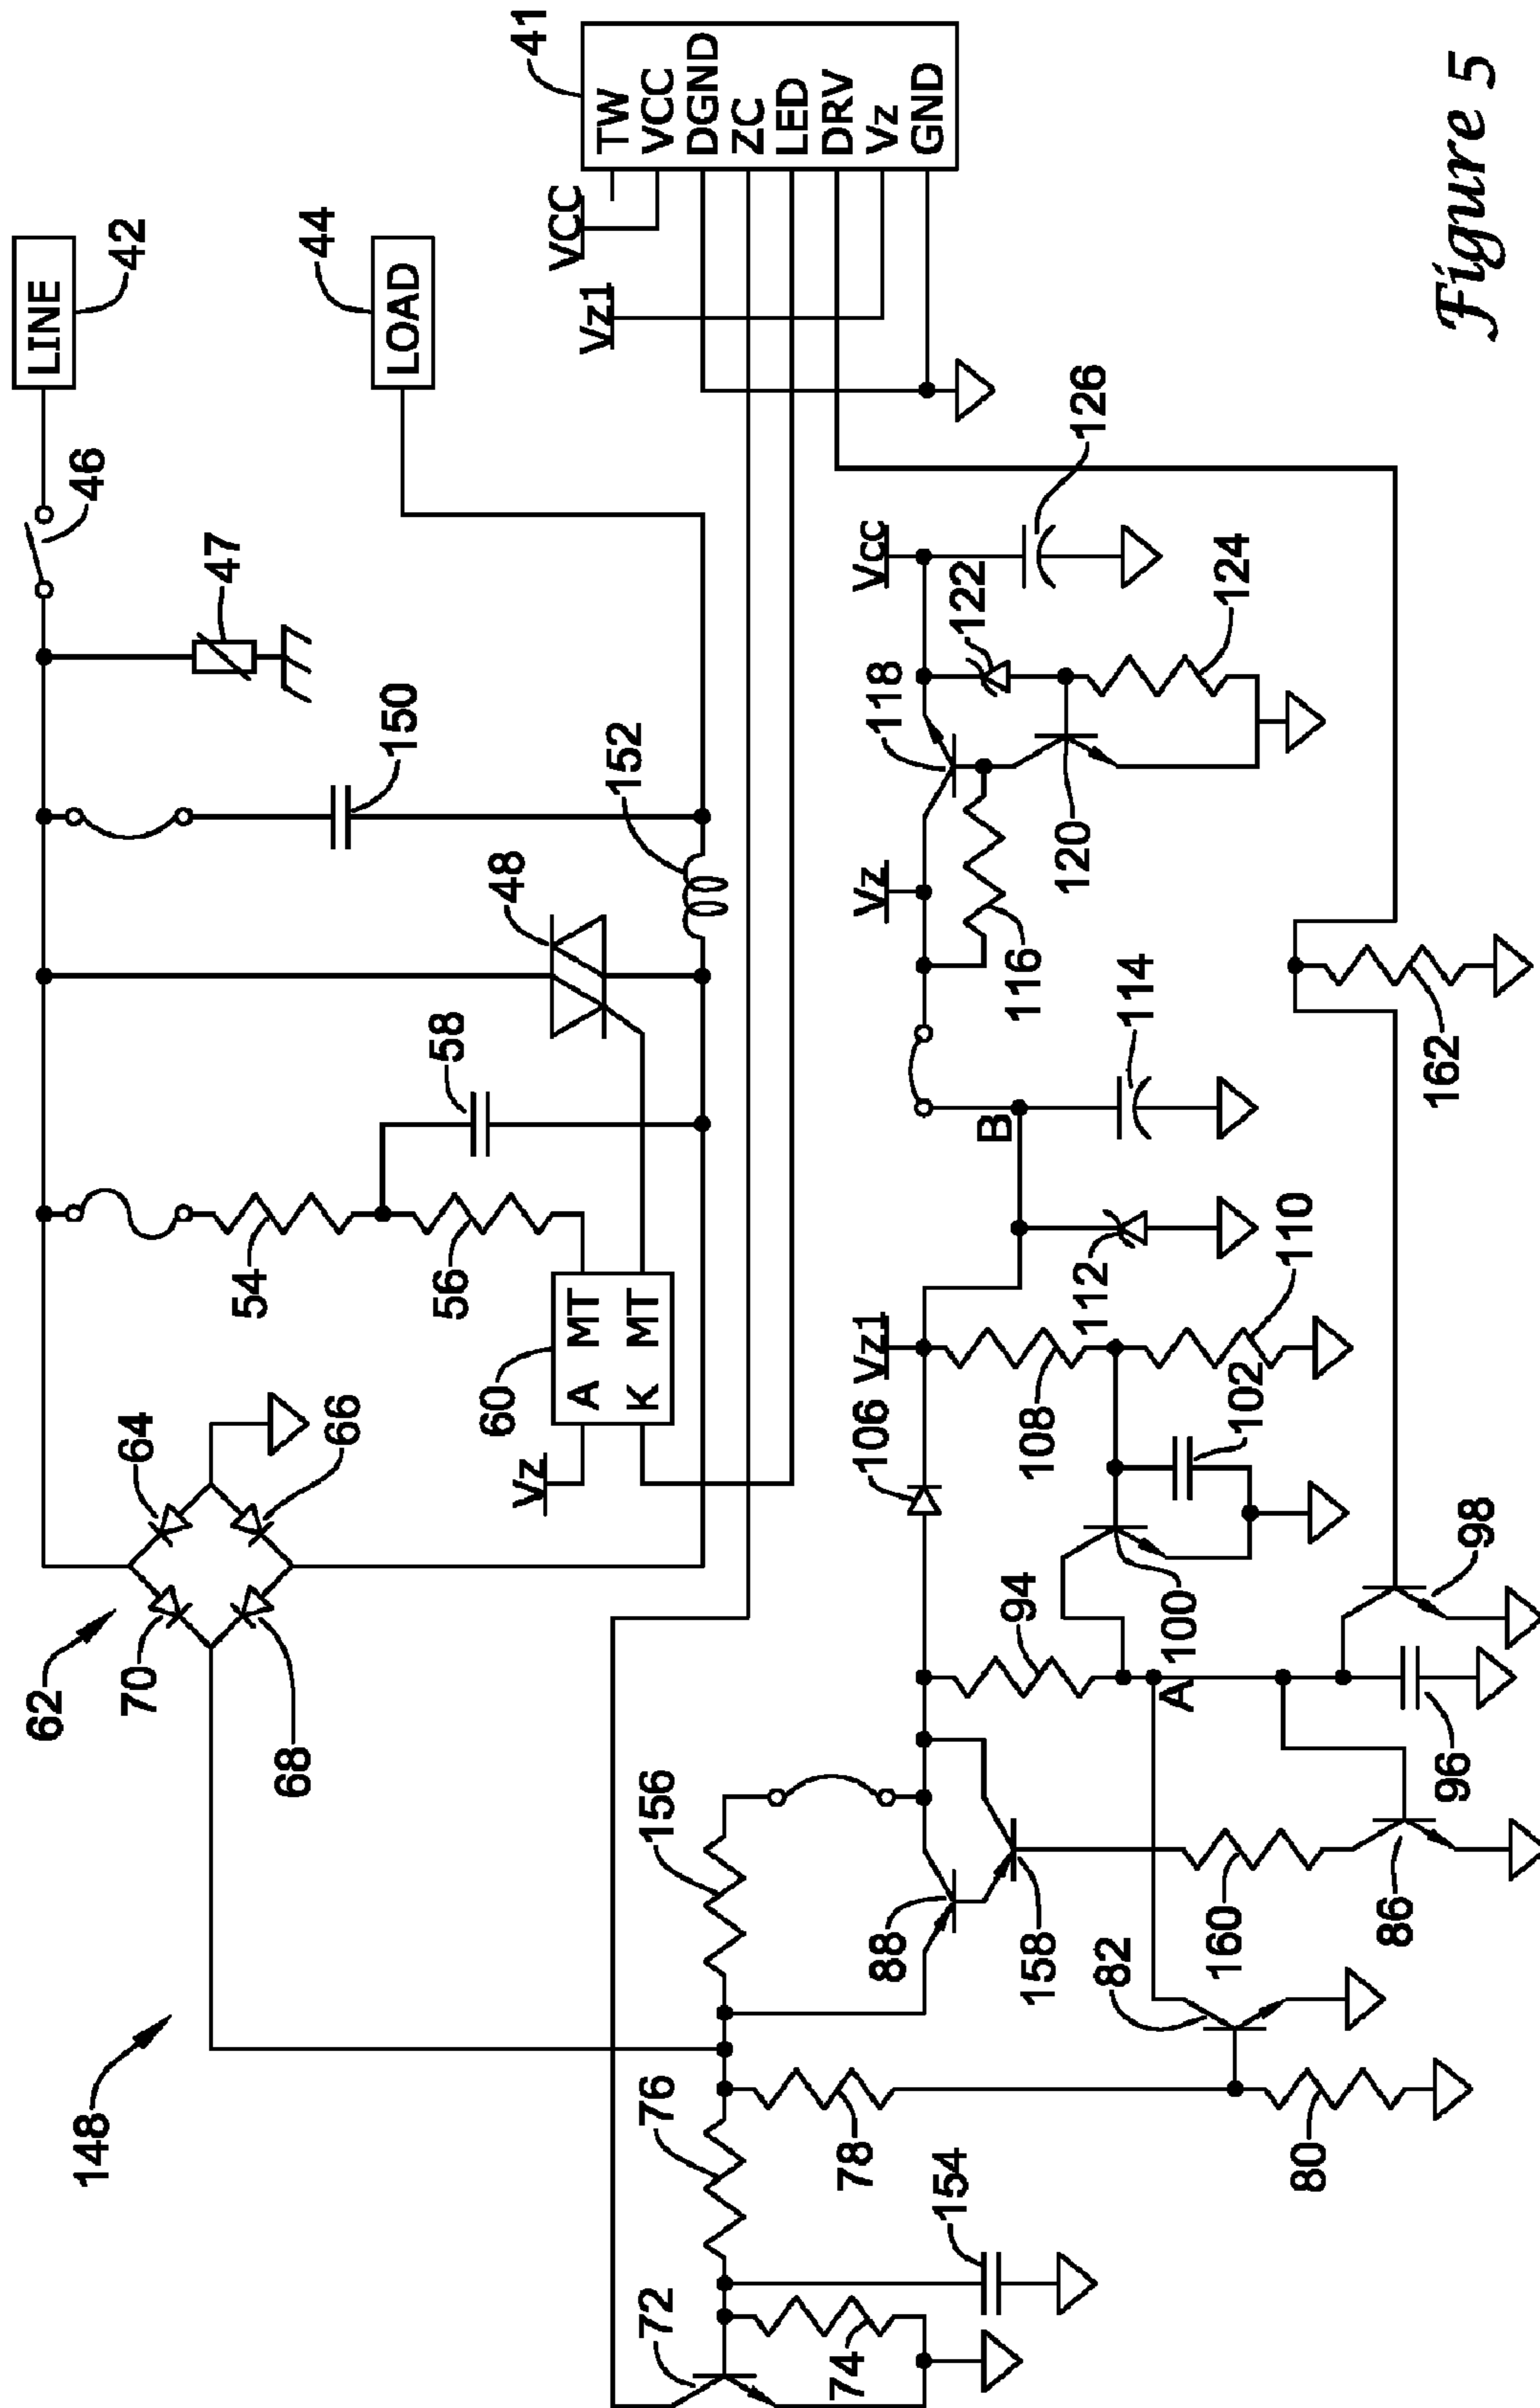 148
62
70
64
68
66
LINE
42
46
47
LOAD
44
150
152
48
58
54
56
60
A MT
K MT
Vz
41
TW
VCC
DGND
ZC
LED
DRV
Vz
GND
VCC
Vz1
72
74
154
76
78
80
82
156
88
158
160
86
96
98
94
A
100
102
106
Vz1
108
110
112
B
114
116
Vz
118
120
122
124
Vcc
126
162
Figure 5